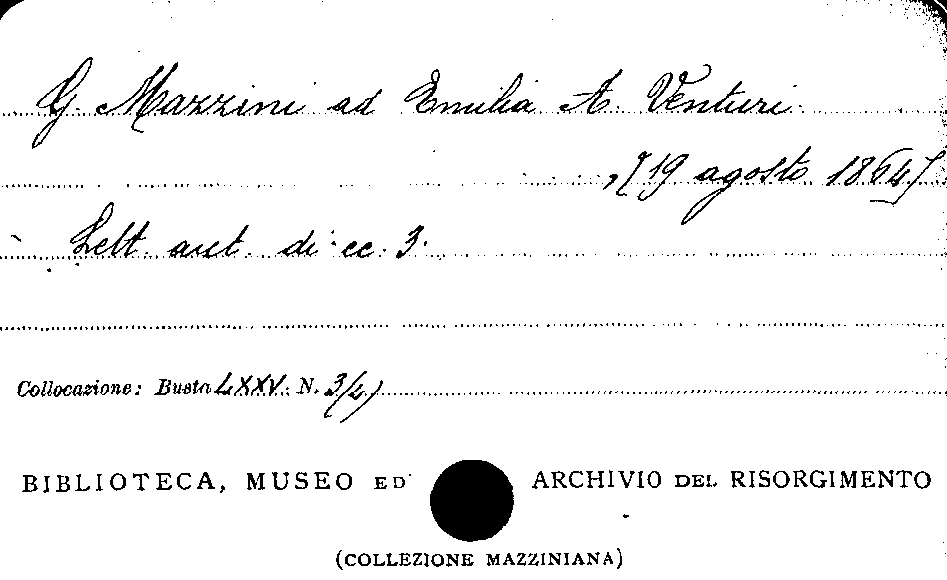 G. Mazzini ad Emilia A. Venturi.
, [19 agosto 1864]
Lett. aut. di cc. 3.
Collocazione: Busta LXXV. N. 3/4)
BIBLIOTECA, MUSEO ED ARCHIVIO DEL RISORGIMENTO
(COLLEZIONE MAZZINIANA)